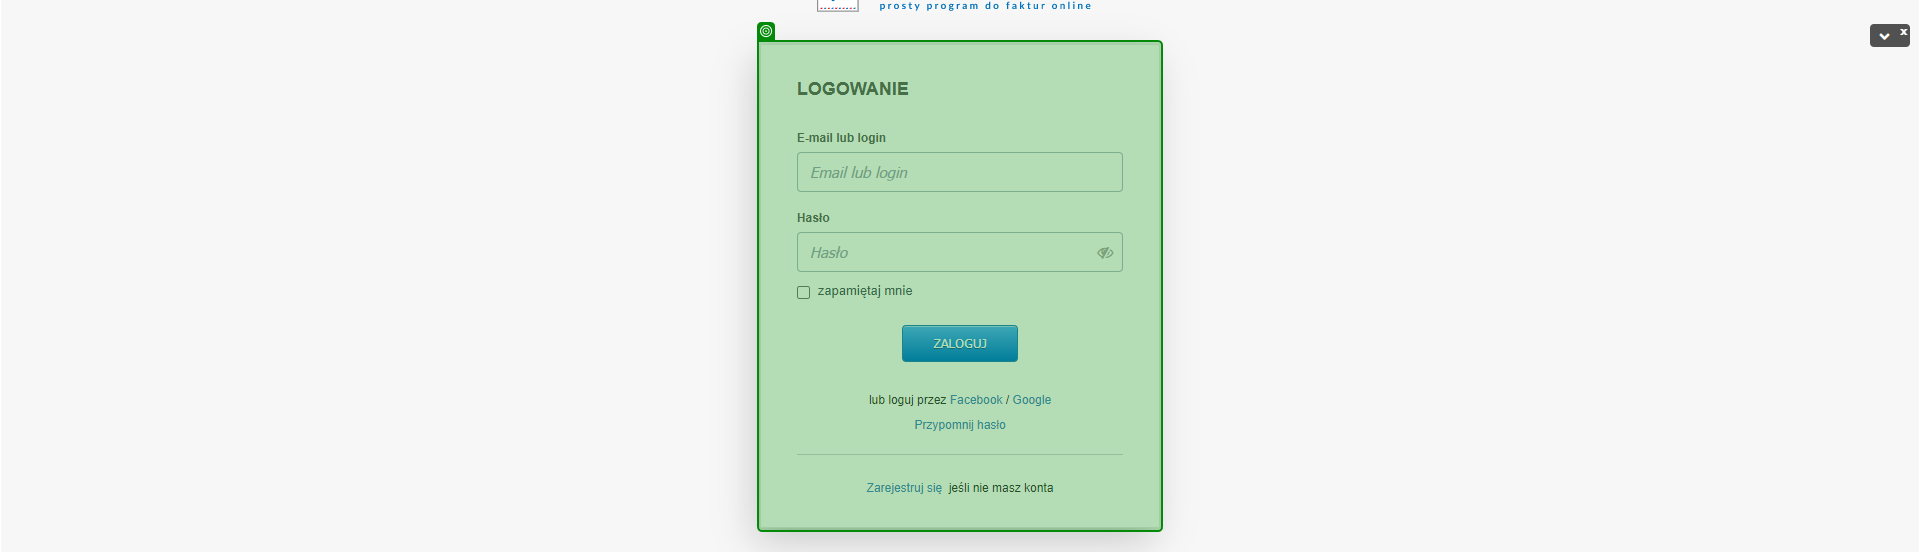 prosty program do faktur online
x
LOGOWANIE
E-mail lub login
Email lub login
Hasło
Hasło
zapamiętaj mnie
ZALOGUJ
lub loguj przez Facebook / Google
Przypomnij hasło
Zarejestruj się jeśli nie masz konta